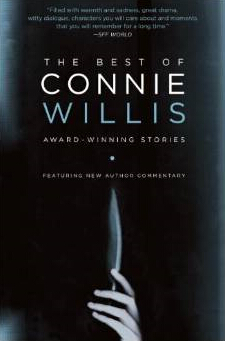 "Filled with warmth and sadness, great drama,
witty dialogue, characters you will care about and moments
that you will remember for a long time."
—SFF WORLD
THE BEST OF
CONNIE
WILLIS
AWARD-WINNING STORIES
FEATURING NEW AUTHOR COMMENTARY